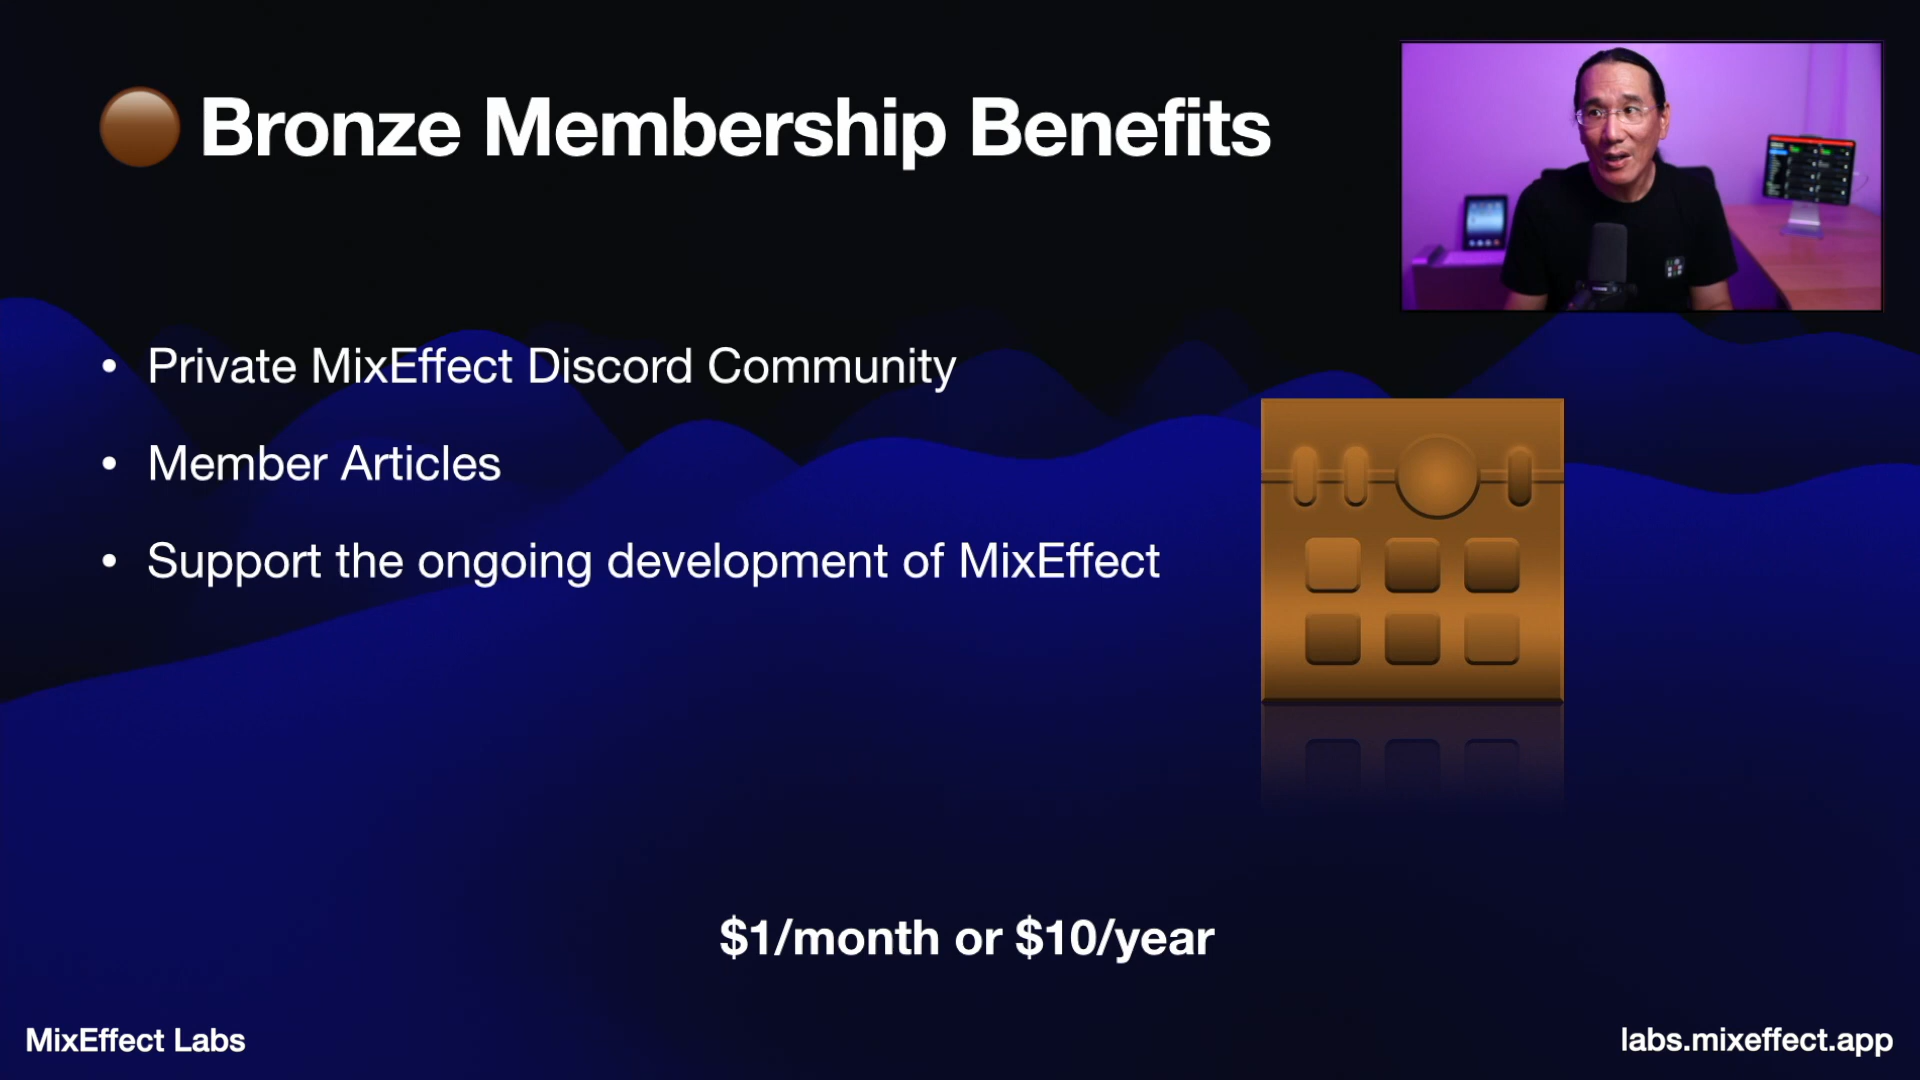 Bronze Membership Benefits
• Private MixEffect Discord Community
• Member Articles
• Support the ongoing development of MixEffect
$1/month or $10/year
MixEffect Labs
labs.mixeffect.app